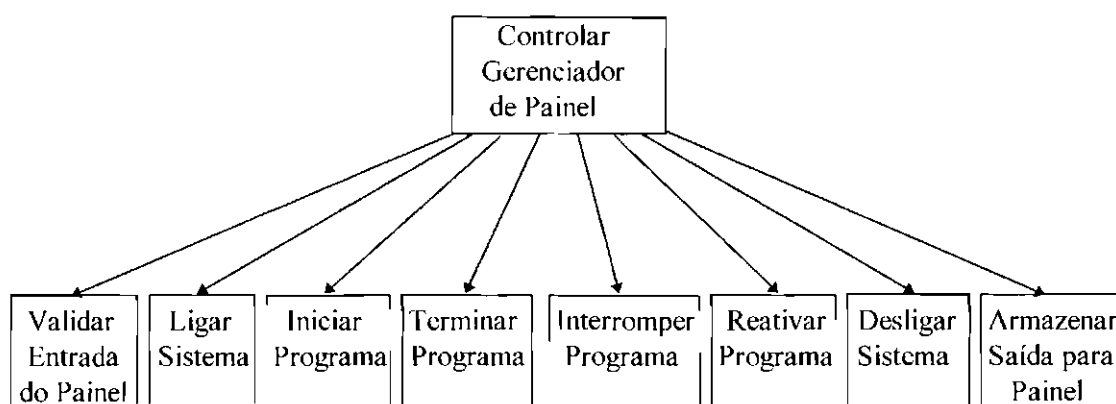 Controlar
Gerenciador
de Painel
Validar
Entrada
do Painel
Ligar
Sistema
Iniciar
Programa
Terminar
Programa
Interromper
Programa
Reativar
Programa
Desligar
Sistema
Armazenar
Saída para
Painel